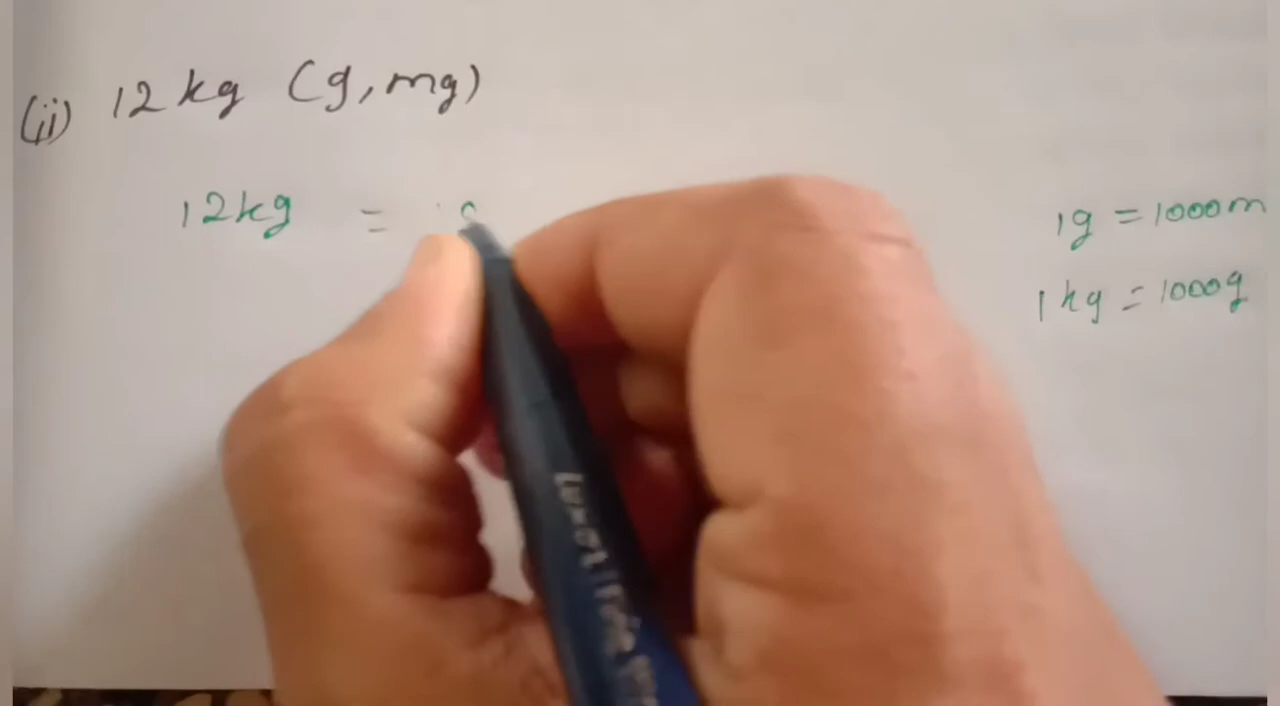 (ii) 12 kg (g, mg)
12kg =
1g = 1000m
1kg = 1000g